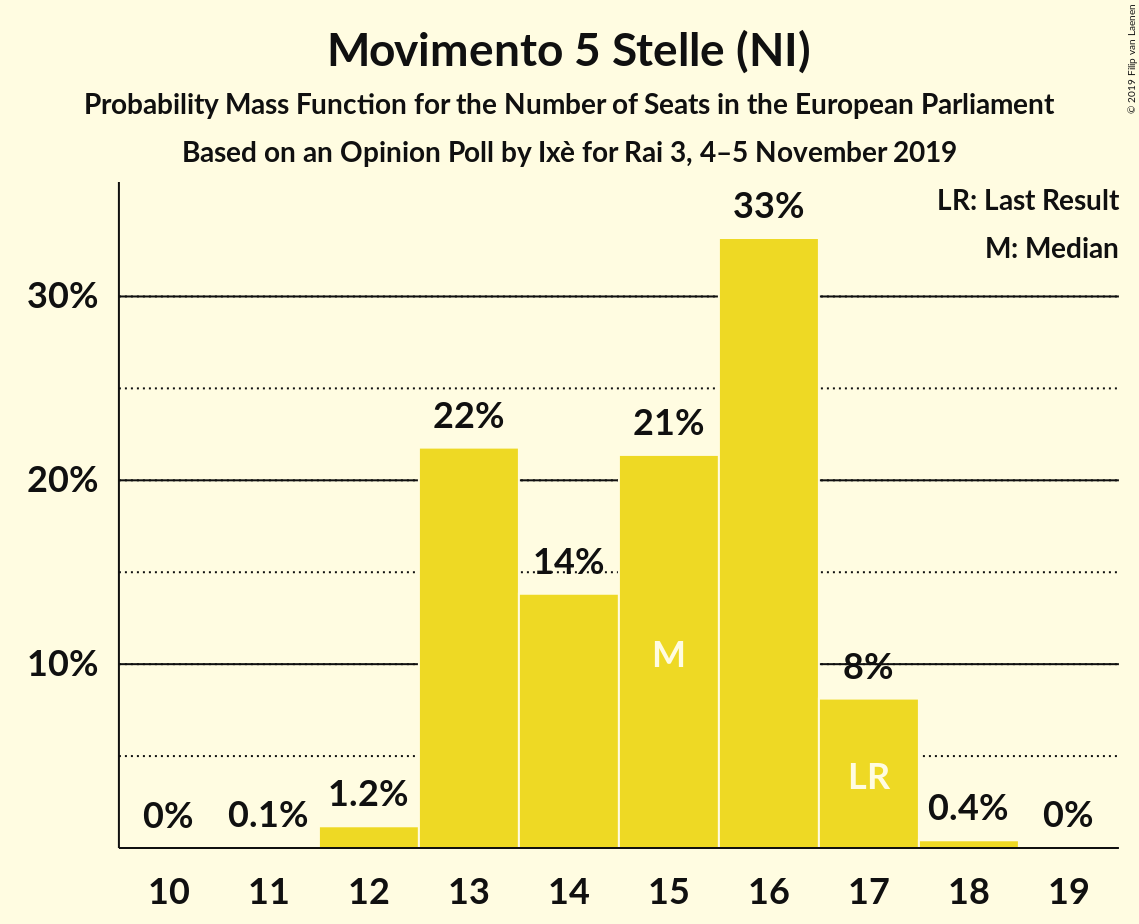 Movimento 5 Stelle (NI)
Probability Mass Function for the Number of Seats in the European Parliament
Based on an Opinion Poll by Ixè for Rai 3, 4–5 November 2019
© 2019 Filip van Laenen
LR: Last Result
M: Median
30%
20%
10%
0%
0.1%
1.2%
22%
14%
21%
33%
8%
0.4%
0%
M
LR
10 11 12 13 14 15 16 17 18 19